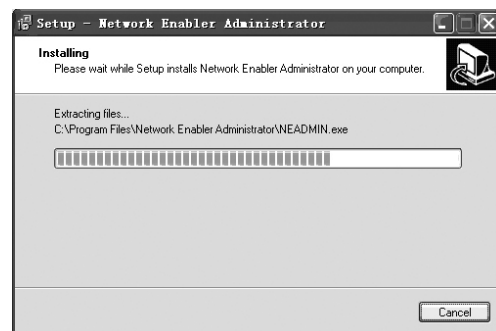 Setup - Network Enabler Administrator
Installing
Please wait while Setup installs Network Enabler Administrator on your computer.
Extracting files...
C:\Program Files\Network Enabler Administrator\NEADMIN.exe
Cancel